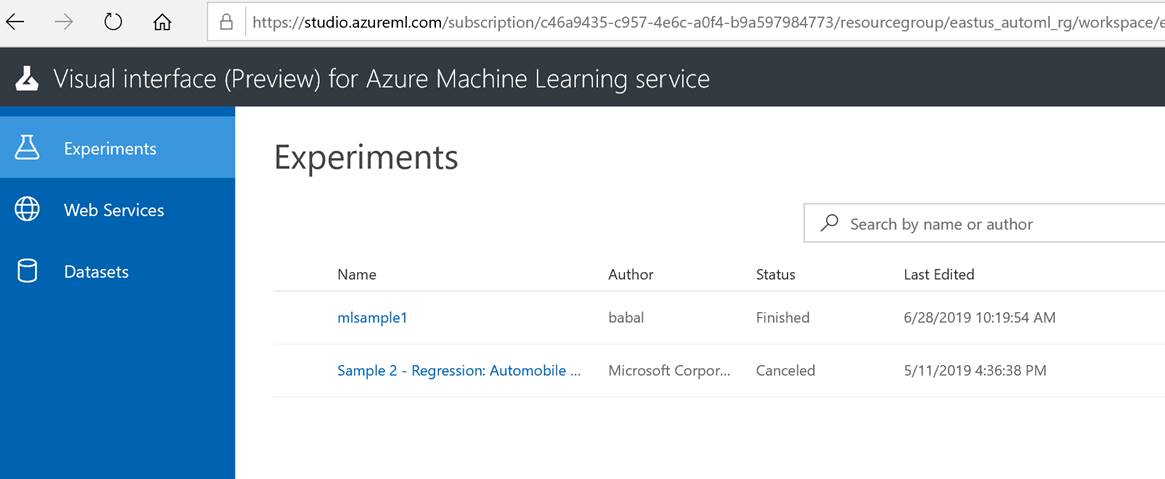 https://studio.azureml.com/subscription/c46a9435-c957-4e6c-a0f4-b9a597984773/resourcegroup/eastus_automl_rg/workspace/e
Visual interface (Preview) for Azure Machine Learning service
Experiments
Web Services
Datasets
Experiments
Search by name or author
Name Author Status Last Edited
mlsample1 babal Finished 6/28/2019 10:19:54 AM
Sample 2 - Regression: Automobile ... Microsoft Corpor... Canceled 5/11/2019 4:36:38 PM